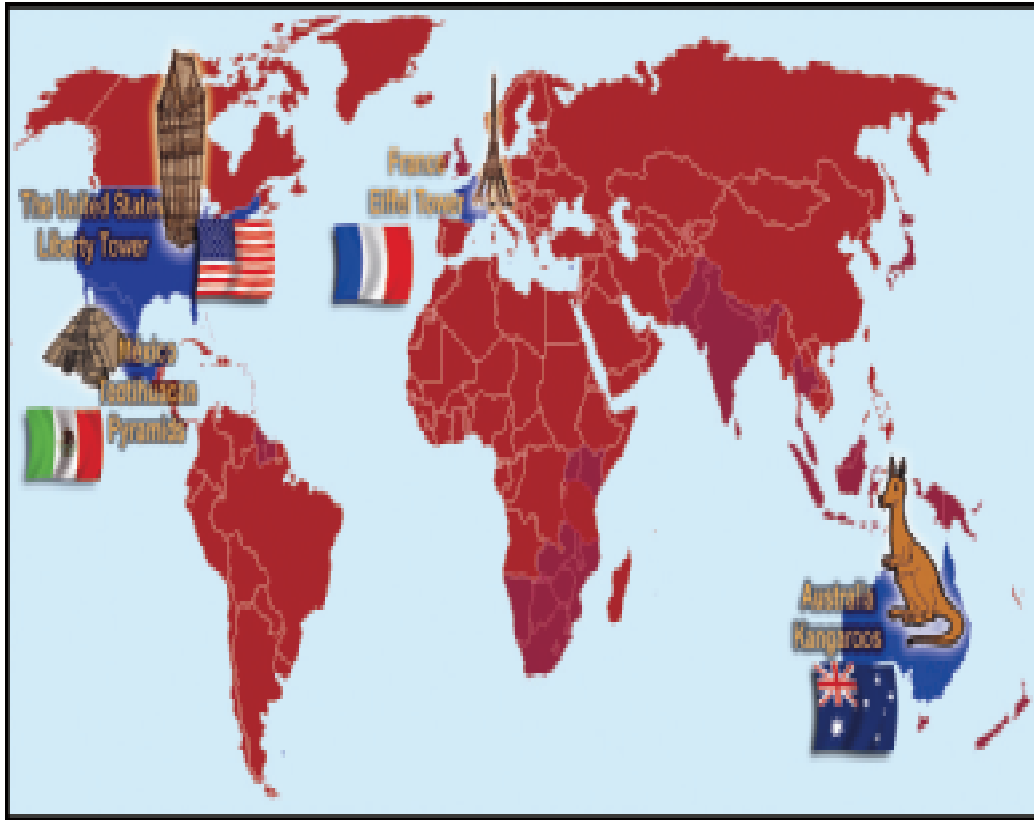 The United States
Liberty Tower
France
Eiffel Tower
Mexico
Teotihuacan
Pyramids
Australia
Kangaroos